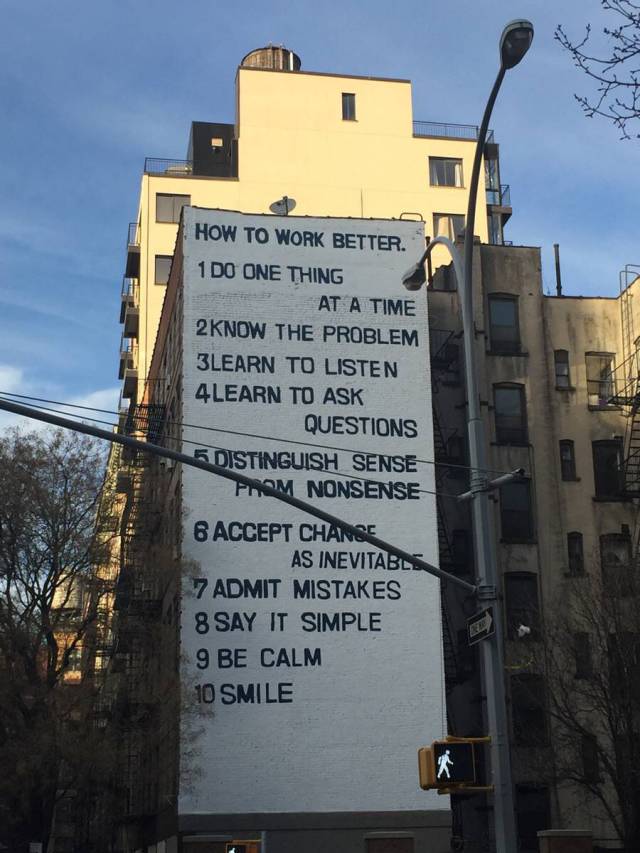 HOW TO WORK BETTER.
1 DO ONE THING
AT A TIME
2 KNOW THE PROBLEM
3 LEARN TO LISTEN
4 LEARN TO ASK
QUESTIONS
5 DISTINGUISH SENSE
FROM NONSENSE
6 ACCEPT CHANGE
AS INEVITABLE
7 ADMIT MISTAKES
8 SAY IT SIMPLE
9 BE CALM
10 SMILE
ONE WAY